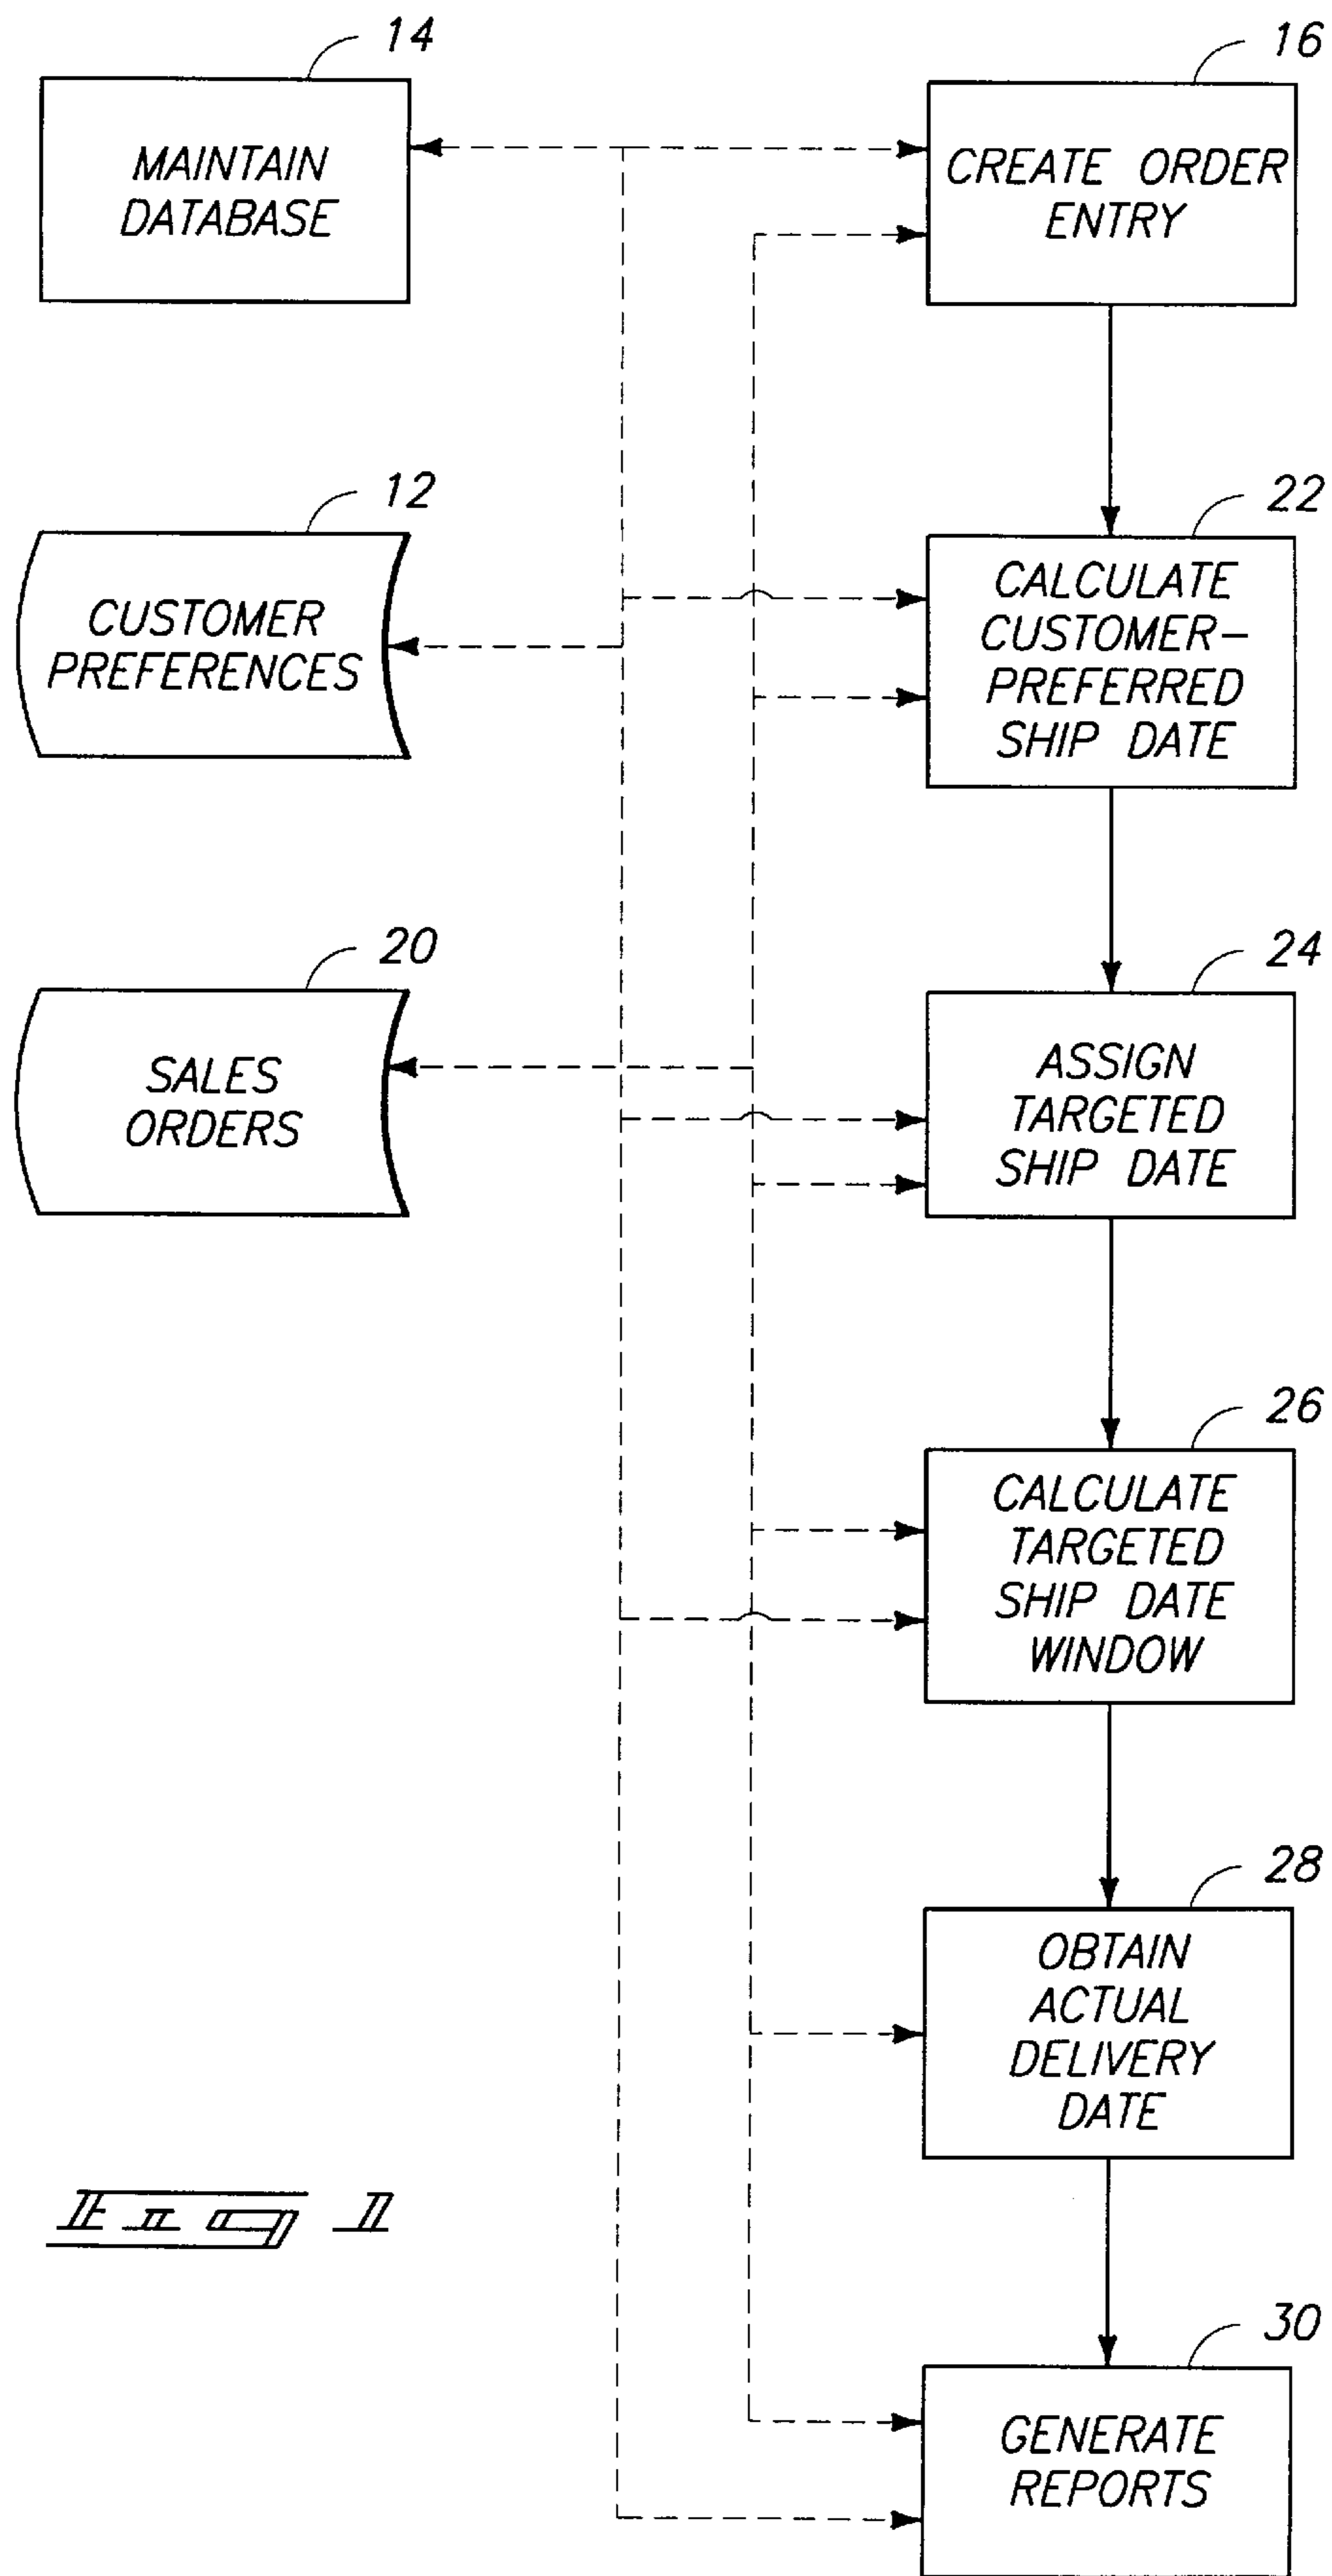 14
MAINTAIN
DATABASE
16
CREATE ORDER
ENTRY
12
CUSTOMER
PREFERENCES
22
CALCULATE
CUSTOMER-
PREFERRED
SHIP DATE
20
SALES
ORDERS
24
ASSIGN
TARGETED
SHIP DATE
26
CALCULATE
TARGETED
SHIP DATE
WINDOW
28
OBTAIN
ACTUAL
DELIVERY
DATE
Fig 1
30
GENERATE
REPORTS